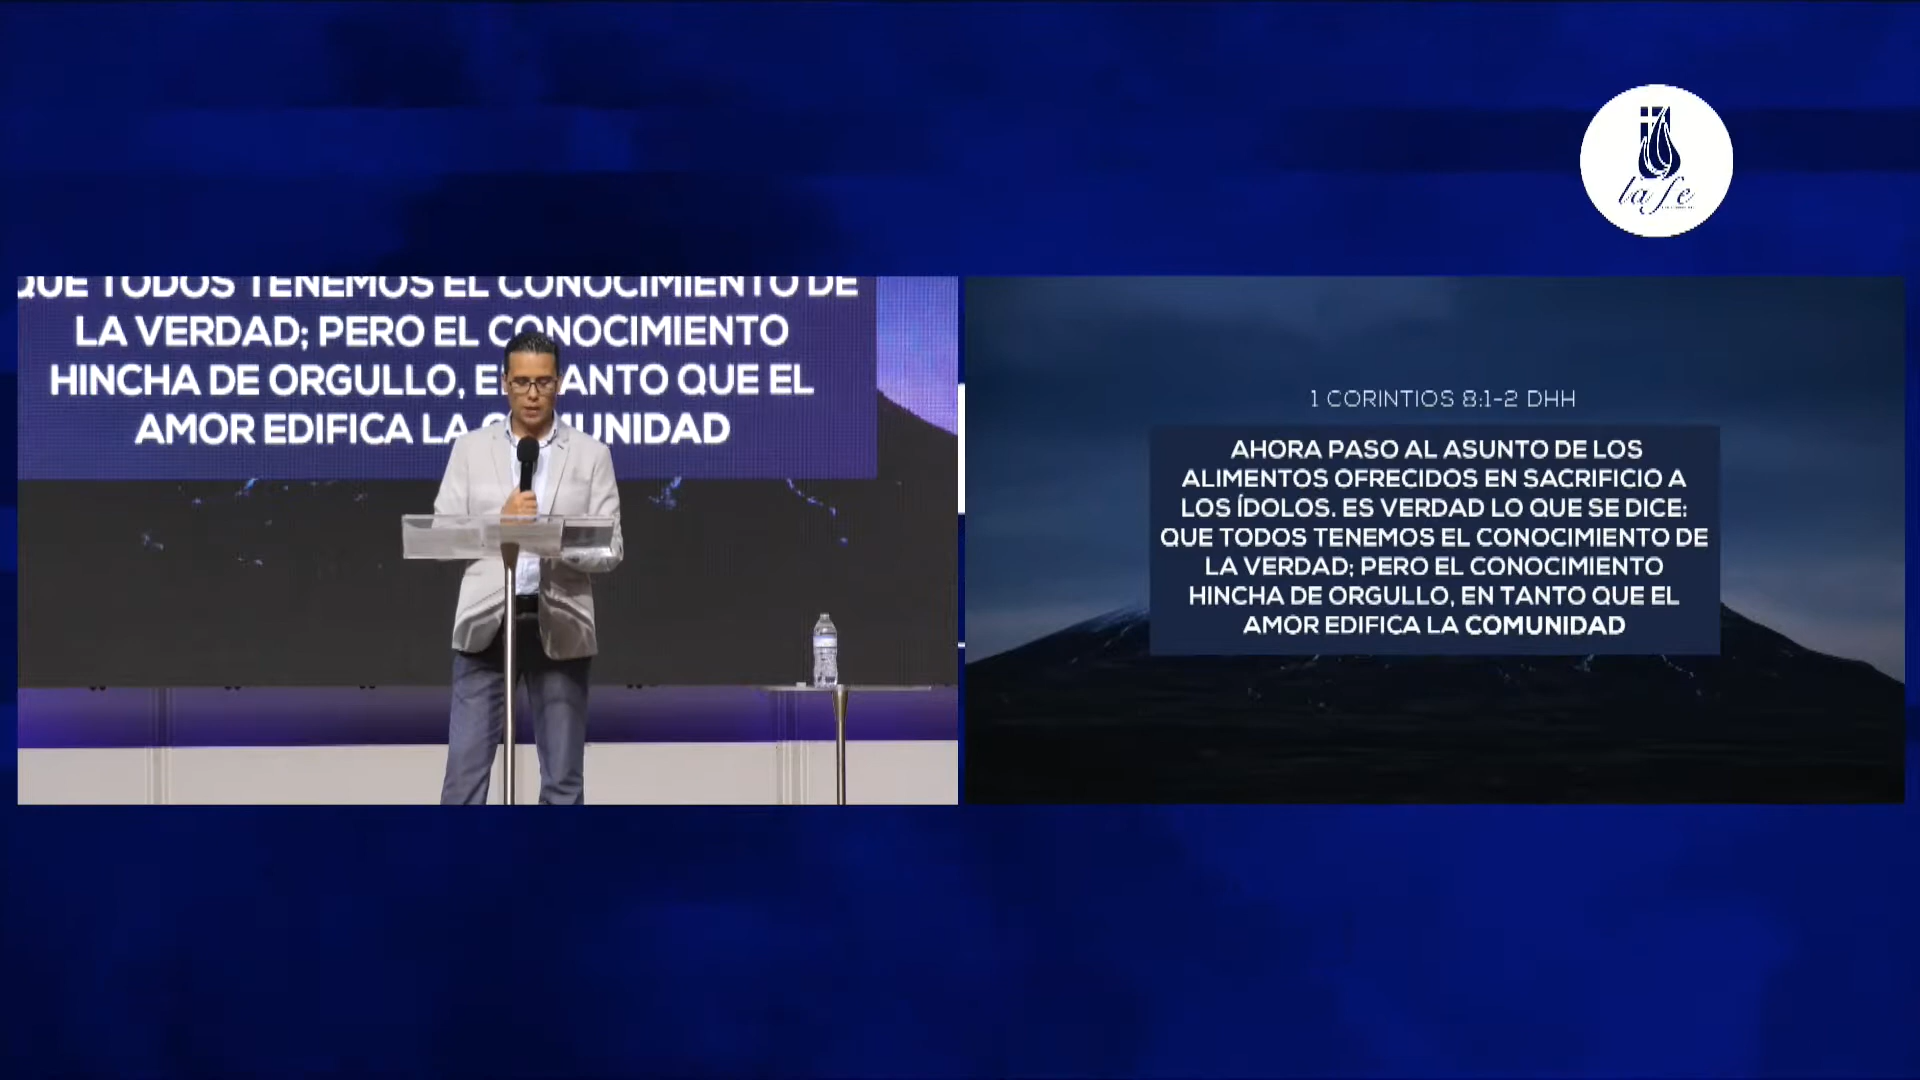 la fe
QUE TODOS TENEMOS EL CONOCIMIENTO DE
LA VERDAD; PERO EL CONOCIMIENTO
HINCHA DE ORGULLO, QUE EL
AMOR EDIFICA LA
1 CORINTIOS 8:1-2 DHH
AHORA PASO AL ASUNTO DE LOS
ALIMENTOS OFRECIDOS EN SACRIFICIO A
LOS ÍDOLOS. ES VERDAD LO QUE SE DICE:
QUE TODOS TENEMOS EL CONOCIMIENTO DE
LA VERDAD; PERO EL CONOCIMIENTO
HINCHA DE ORGULLO, EN TANTO QUE EL
AMOR EDIFICA LA COMUNIDAD